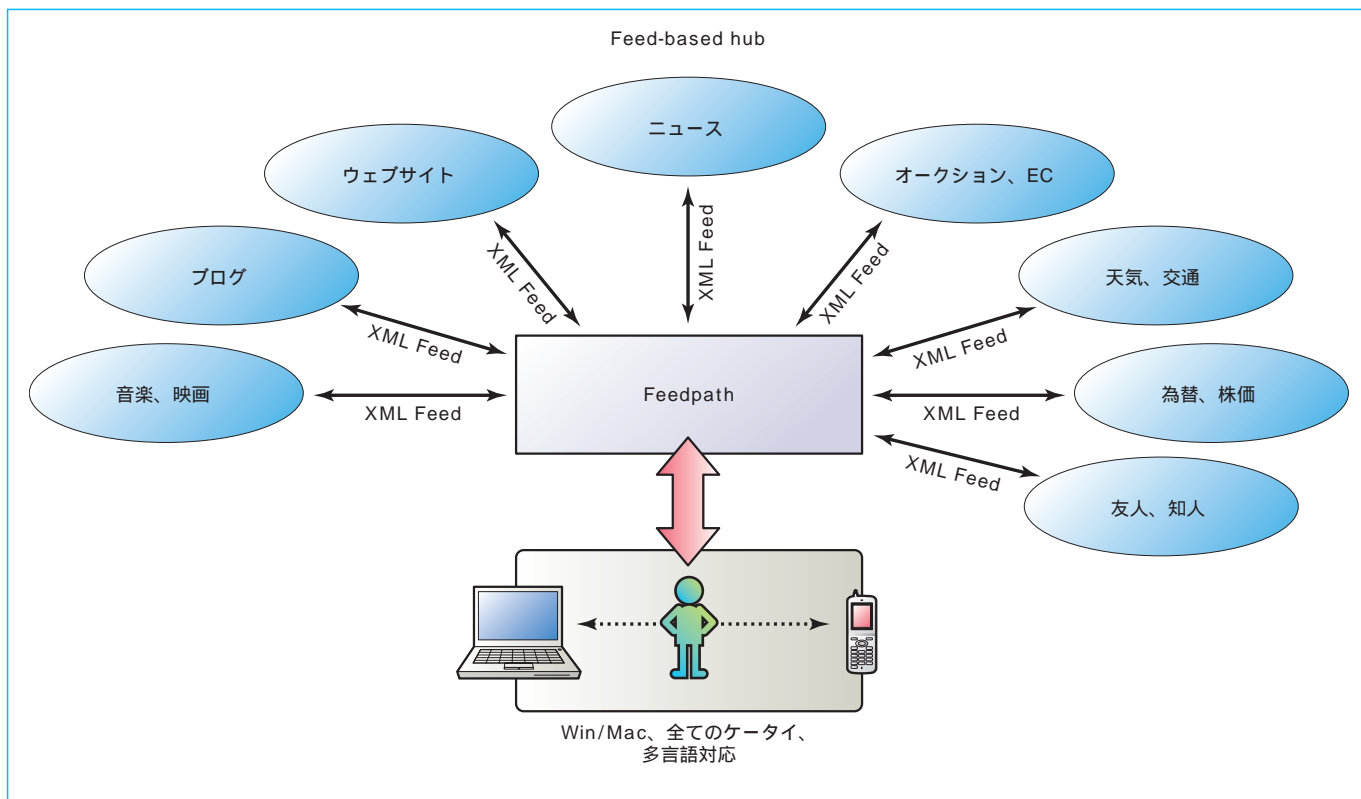 Feed-based hub
ニュース
ウェブサイト
オークション、EC
ブログ
天気、交通
音楽、映画
為替、株価
友人、知人
XML Feed
XML Feed
XML Feed
XML Feed
XML Feed
XML Feed
XML Feed
XML Feed
Feedpath
Win/Mac、全てのケータイ、
多言語対応